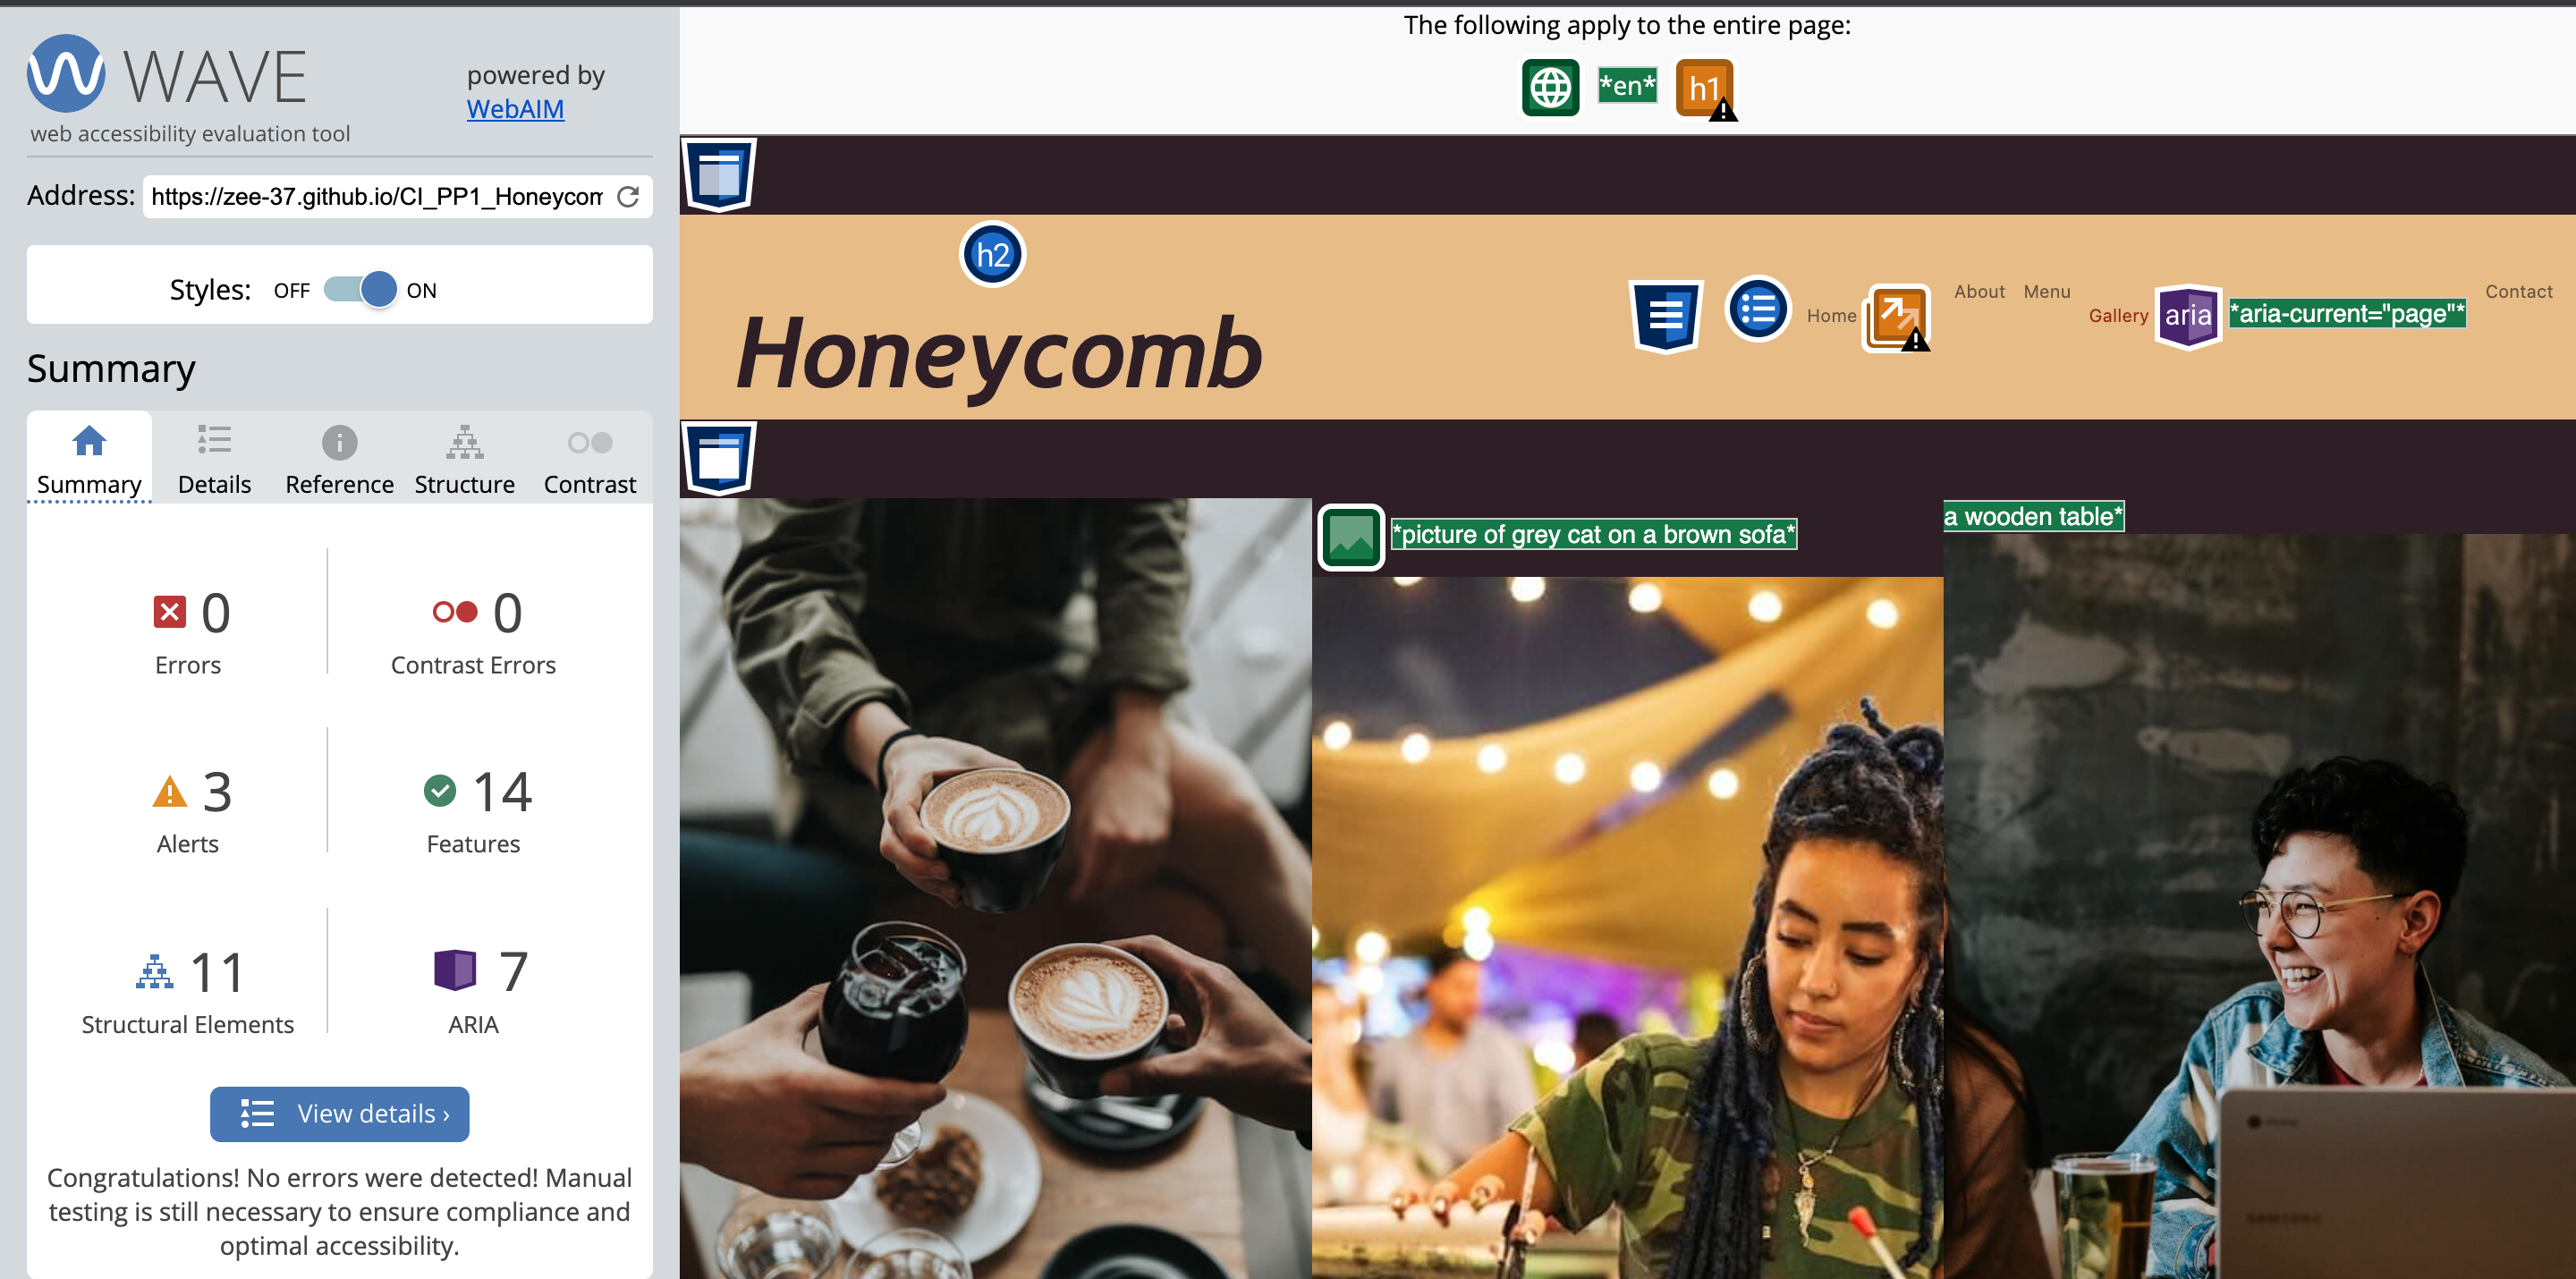 WAVE
powered by
WebAIM
web accessibility evaluation tool
Address: https://zee-37.github.io/CI_PP1_Honeycom
Styles: OFF ON
Summary
Summary Details Reference Structure Contrast
0 0
Errors Contrast Errors
3 14
Alerts Features
11 7
Structural Elements ARIA
View details ›
Congratulations! No errors were detected! Manual
testing is still necessary to ensure compliance and
optimal accessibility.
The following apply to the entire page:
*en* h1
h2
Honeycomb
Home About Menu Gallery aria *aria-current="page"* Contact
*picture of grey cat on a brown sofa*
a wooden table*
SAMSUNG